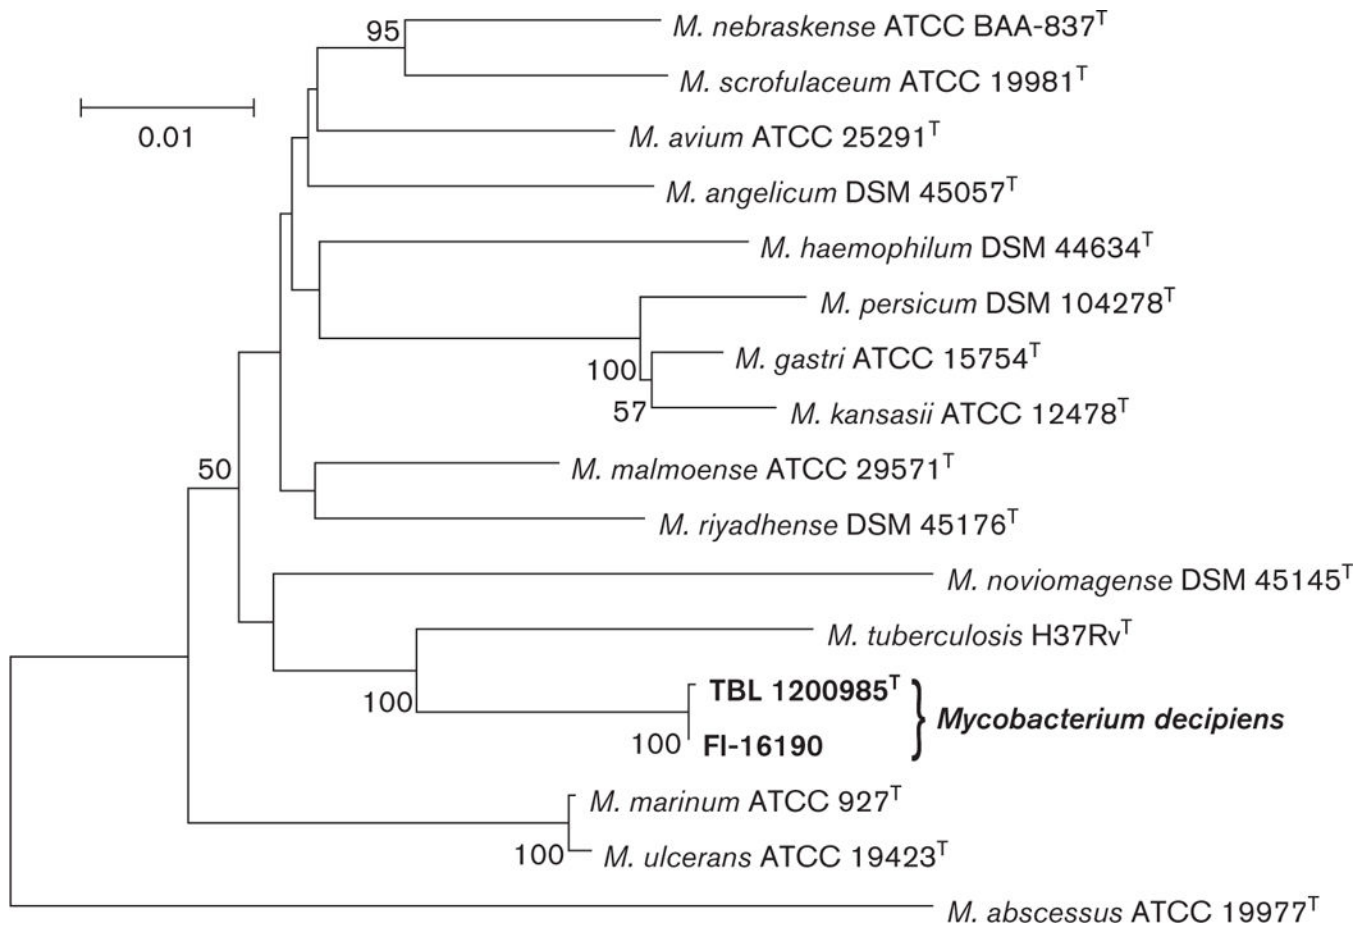 95
M. nebraskense ATCC BAA-837T
M. scrofulaceum ATCC 19981T
0.01
M. avium ATCC 25291T
M. angelicum DSM 45057T
M. haemophilum DSM 44634T
M. persicum DSM 104278T
M. gastri ATCC 15754T
100
57
M. kansasii ATCC 12478T
50
M. malmoense ATCC 29571T
M. riyadhense DSM 45176T
M. noviomagense DSM 45145T
M. tuberculosis H37RvT
100
TBL 1200985T
Mycobacterium decipiens
100
FI-16190
M. marinum ATCC 927T
100
M. ulcerans ATCC 19423T
M. abscessus ATCC 19977T